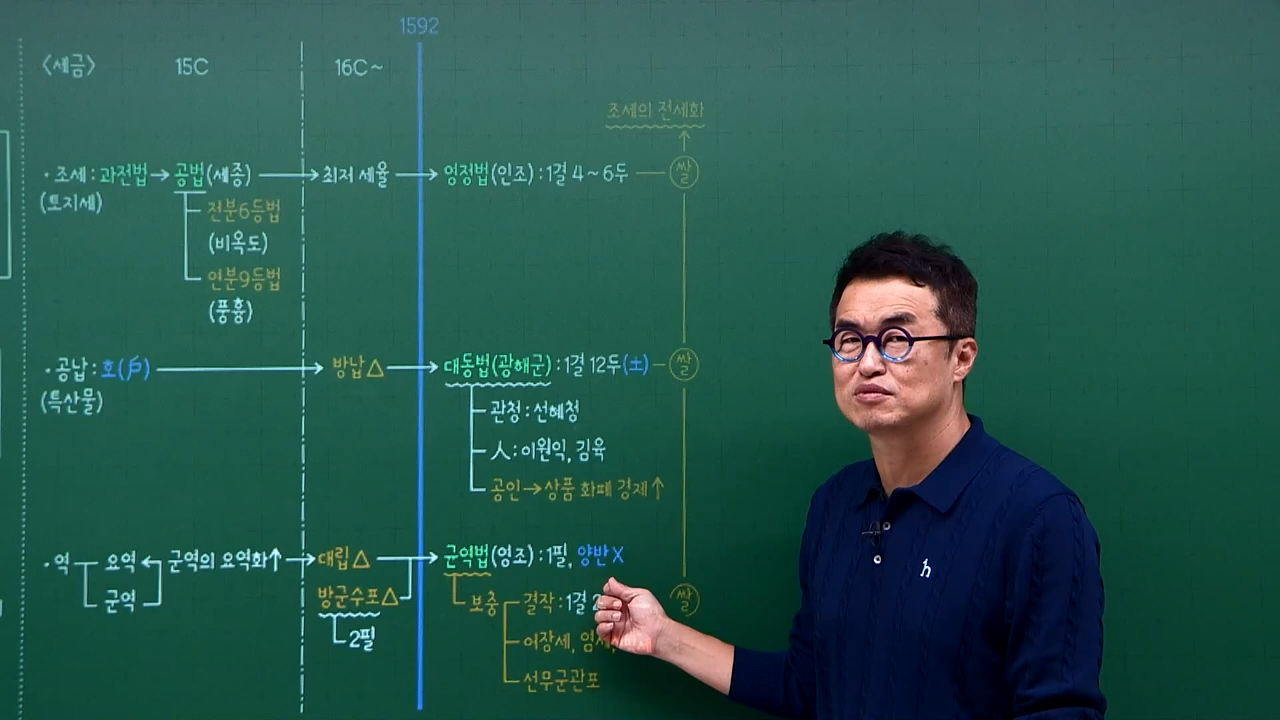 1592
〈세금〉 15C 16C~
조세의 전세화
· 조세 : 과전법 → 공법(세종) → 최저 세율 → 영정법(인조) : 1결 4 ~ 6두 쌀
(토지세)
전분6등법
(비옥도)
연분9등법
(풍흉)
· 공납 : 호(戶) → 방납△ → 대동법(광해군) : 1결 12두(土) 쌀
(특산물)
관청 : 선혜청
人 : 이원익, 김육
공인→상품 화폐 경제↑
· 역 요역 ← 군역의 요역화↑ → 대립△ → 균역법(영조) : 1필, 양반X
군역 방군수포△ 보충 결작 : 1결 쌀
2필 어장세,
선무군관포
h